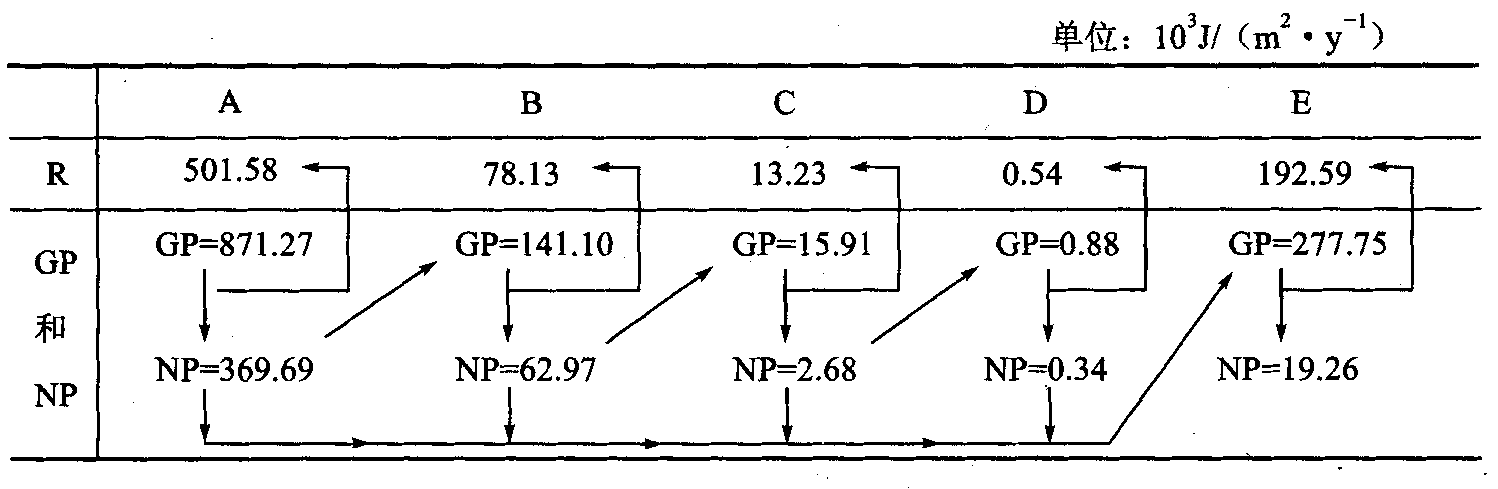 单位：10³J/（m²·y⁻¹）
A B C D E
R 501.58 78.13 13.23 0.54 192.59
GP=871.27 GP=141.10 GP=15.91 GP=0.88 GP=277.75
GP
和
NP=369.69 NP=62.97 NP=2.68 NP=0.34 NP=19.26
NP